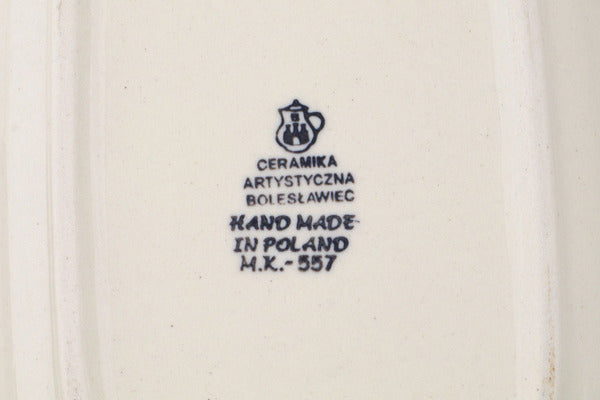 CERAMIKA
ARTYSTYCZNA
BOLESŁAWIEC
HAND MADE
IN POLAND
M.K.-557